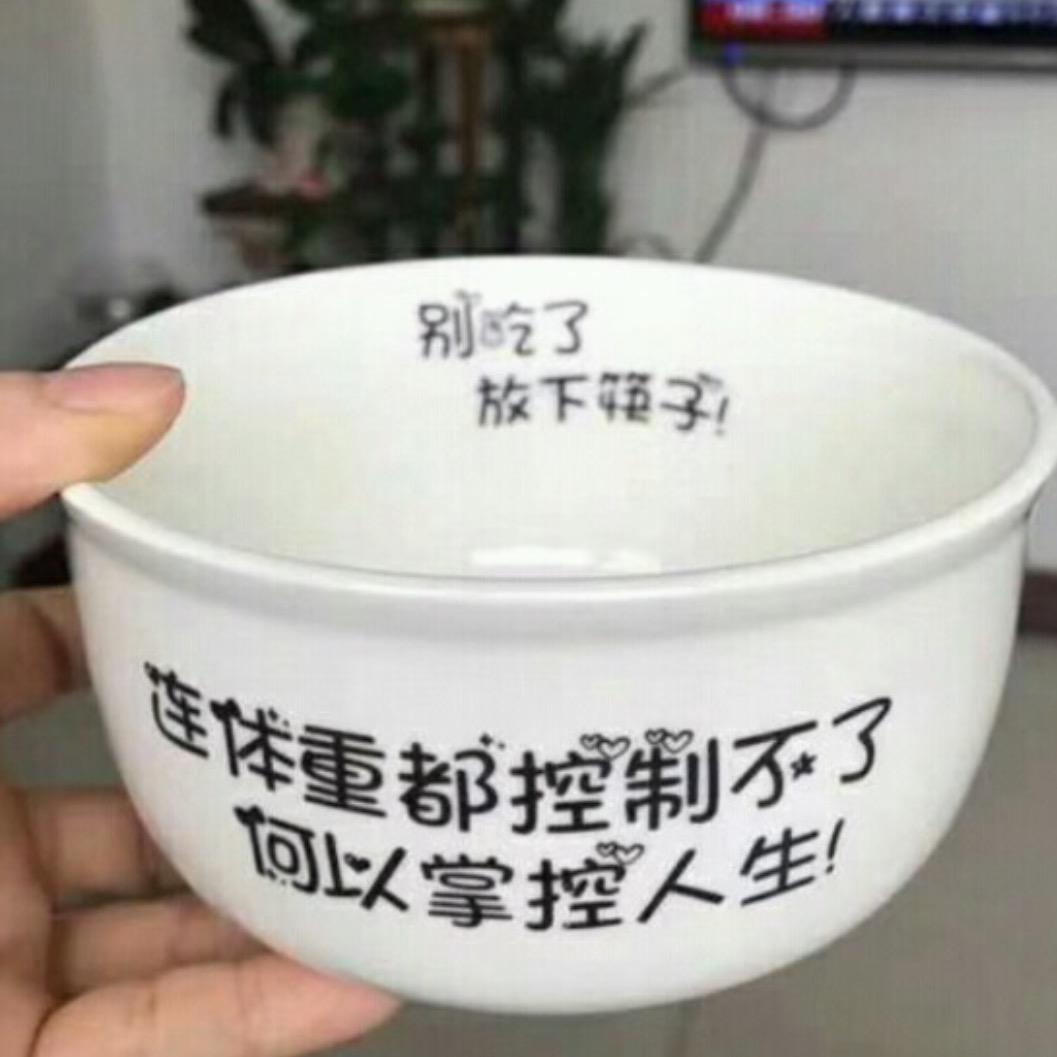 别吃了
放下筷子!
连体重都控制不了
何以掌控人生!